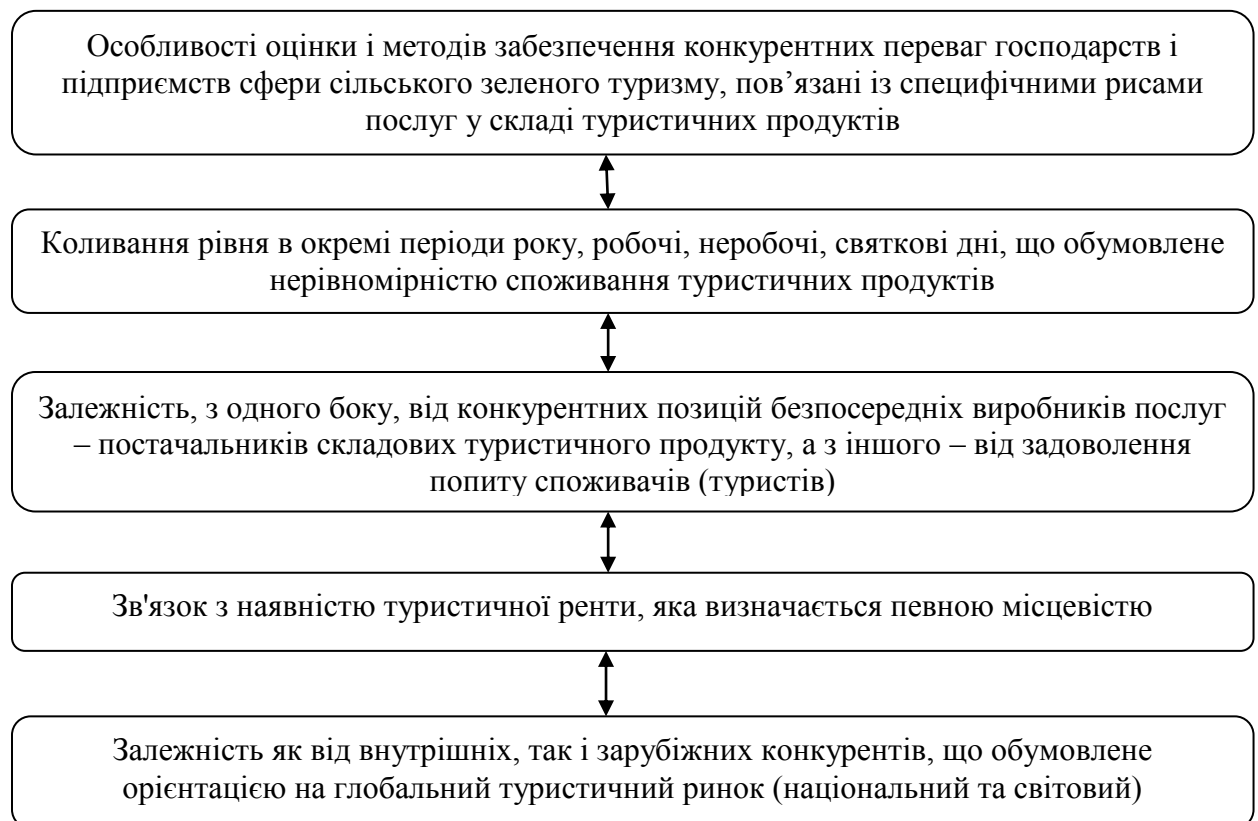 Особливості оцінки і методів забезпечення конкурентних переваг господарств і
підприємств сфери сільського зеленого туризму, пов’язані із специфічними рисами
послуг у складі туристичних продуктів
Коливання рівня в окремі періоди року, робочі, неробочі, святкові дні, що обумовлене
нерівномірністю споживання туристичних продуктів
Залежність, з одного боку, від конкурентних позицій безпосередніх виробників послуг
– постачальників складових туристичного продукту, а з іншого – від задоволення
попиту споживачів (туристів)
Зв'язок з наявністю туристичної ренти, яка визначається певною місцевістю
Залежність як від внутрішніх, так і зарубіжних конкурентів, що обумовлене
орієнтацією на глобальний туристичний ринок (національний та світовий)